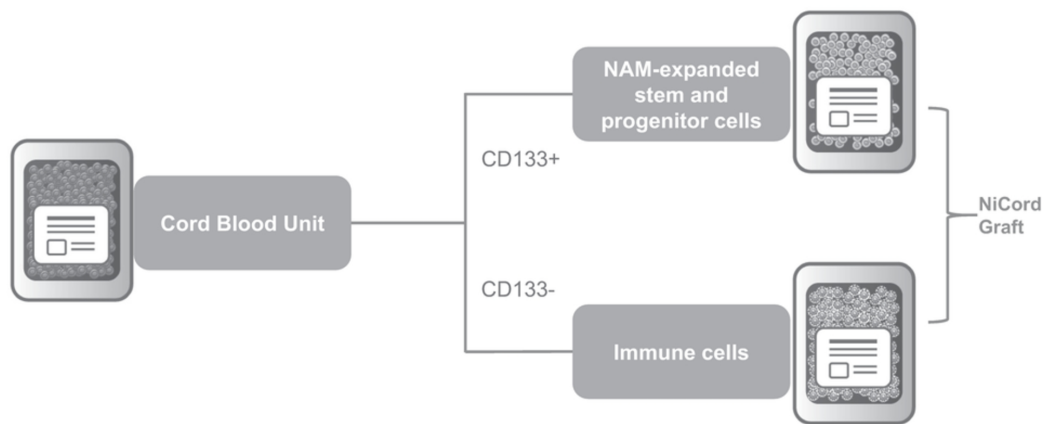 NAM-expanded
stem and
progenitor cells
CD133+
Cord Blood Unit
NiCord
Graft
CD133-
Immune cells